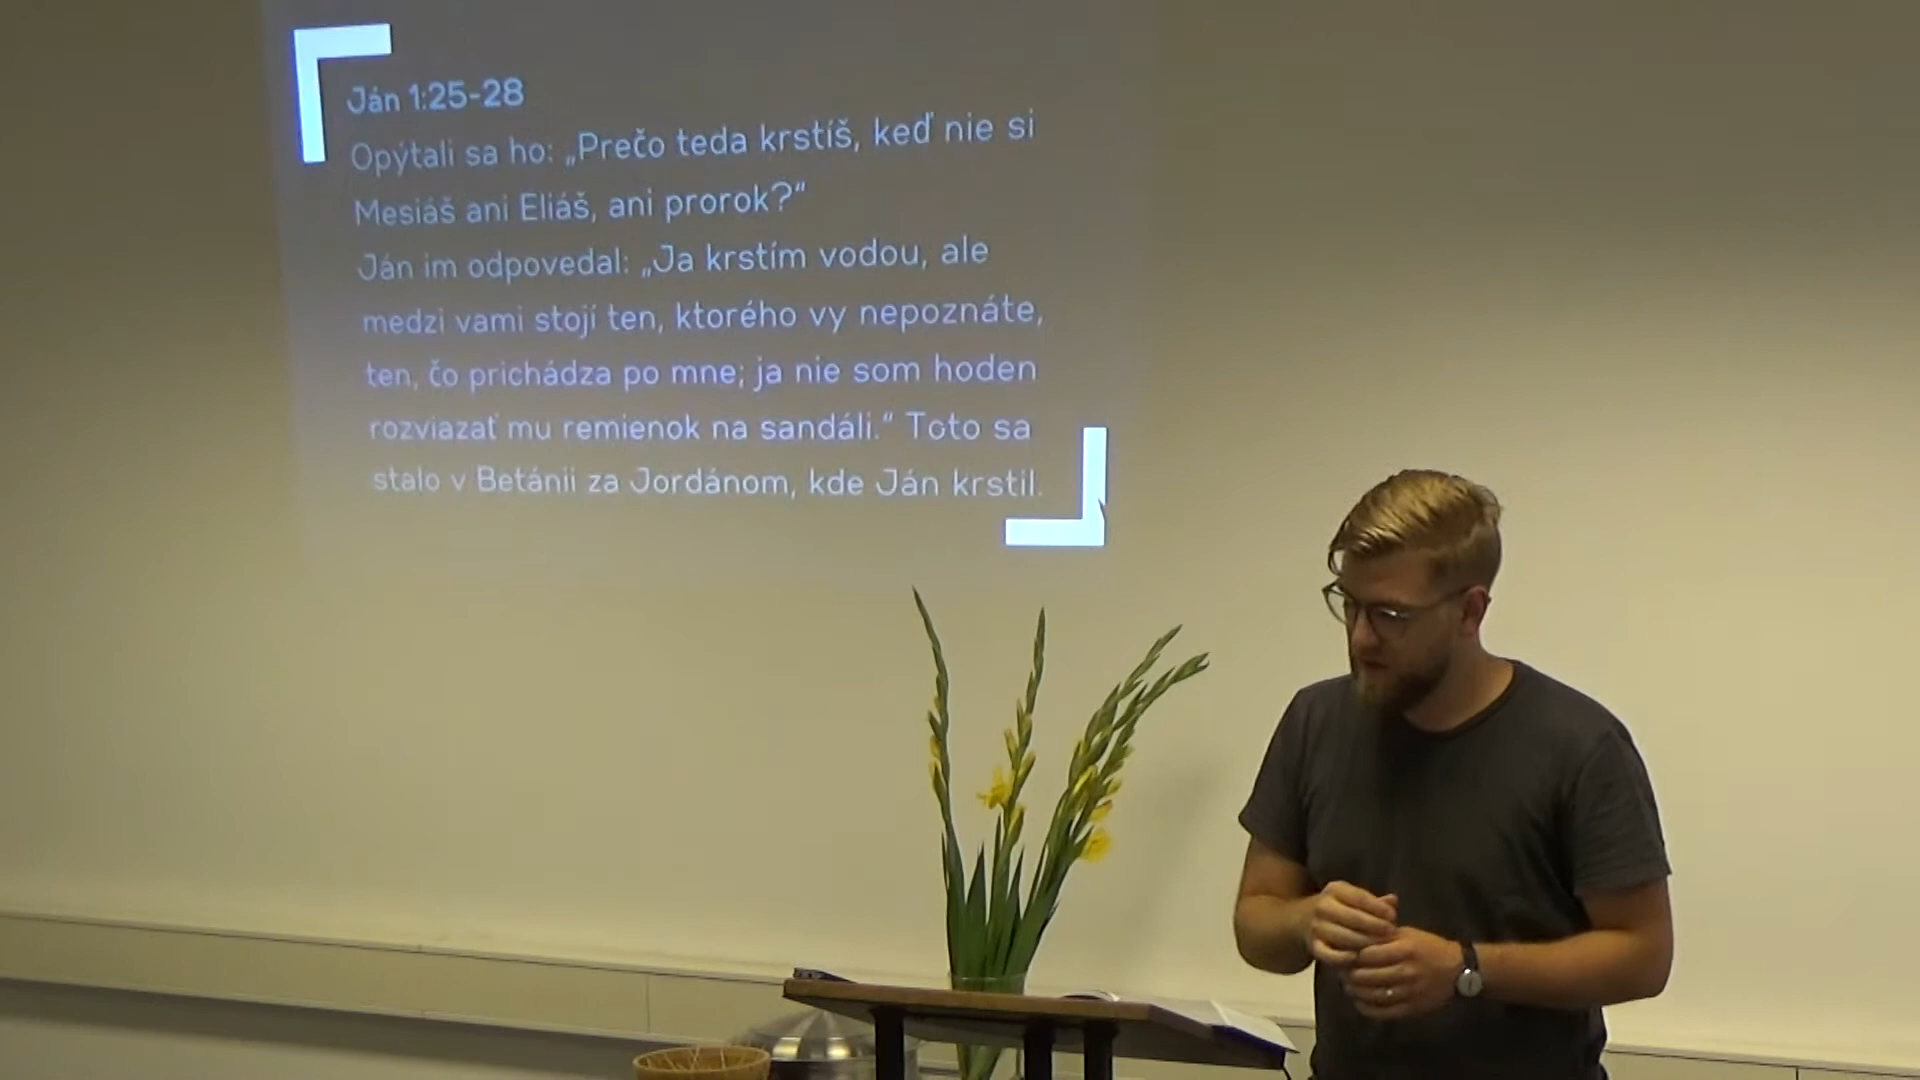 Ján 1:25-28
Opýtali sa ho: „Prečo teda krstíš, keď nie si
Mesiáš ani Eliáš, ani prorok?“
Ján im odpovedal: „Ja krstím vodou, ale
medzi vami stojí ten, ktorého vy nepoznáte,
ten, čo prichádza po mne; ja nie som hoden
rozviazať mu remienok na sandáli.“ Toto sa
stalo v Betánii za Jordánom, kde Ján krstil.